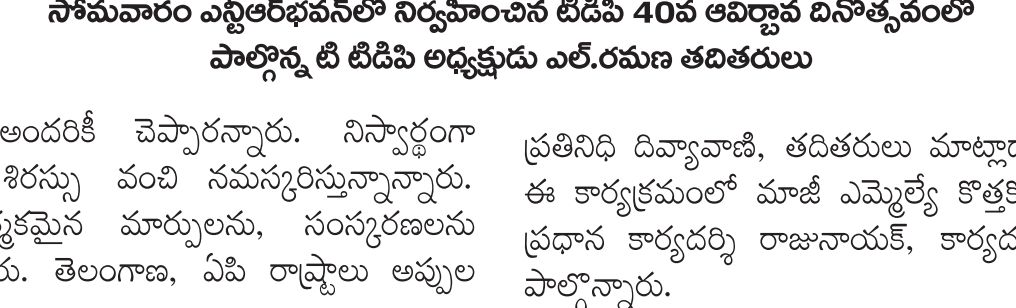 సోమవారం ఎన్టిఆర్‌భవన్‌లో నిర్వహించిన టిడిపి 40వ ఆవిర్భావ దినోత్సవంలో
పాల్గొన్న టి టిడిపి అధ్యక్షుడు ఎల్.రమణ తదితరులు
అందరికీ చెప్పారన్నారు. నిస్వార్థంగా
శిరస్సు వంచి నమస్కరిస్తున్నాన్నారు.
మార్పులను, సంస్కరణలను
తెలంగాణ, ఏపి రాష్ట్రాలు అప్పుల
ప్రతినిధి దివ్యావాణి, తదితరులు
ఈ కార్యక్రమంలో మాజీ ఎమ్మెల్యే
ప్రధాన కార్యదర్శి రాజునాయక్,
పాల్గొన్నారు.